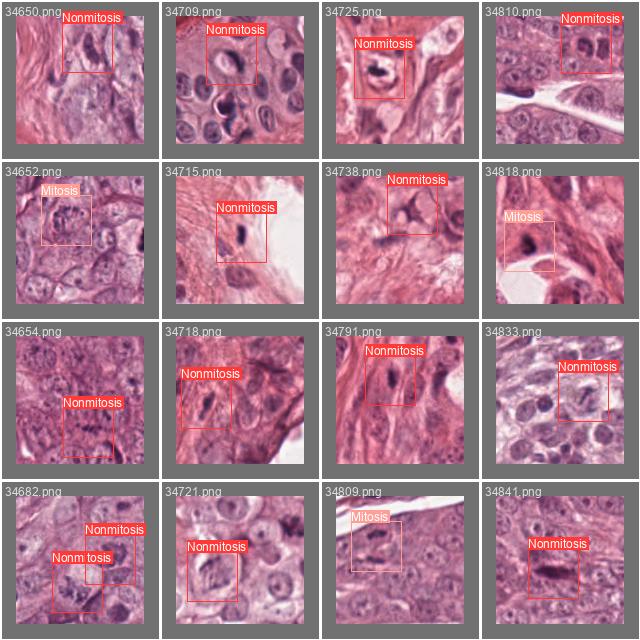 34650.png
Nonmitosis
34709.png
Nonmitosis
34725.png
Nonmitosis
34810.png
Nonmitosis
34652.png
Mitosis
34715.png
Nonmitosis
34738.png
Nonmitosis
34818.png
Mitosis
34654.png
Nonmitosis
34718.png
Nonmitosis
34791.png
Nonmitosis
34833.png
Nonmitosis
34682.png
Nonmitosis
Nonmitosis
34721.png
Nonmitosis
34809.png
Mitosis
34841.png
Nonmitosis